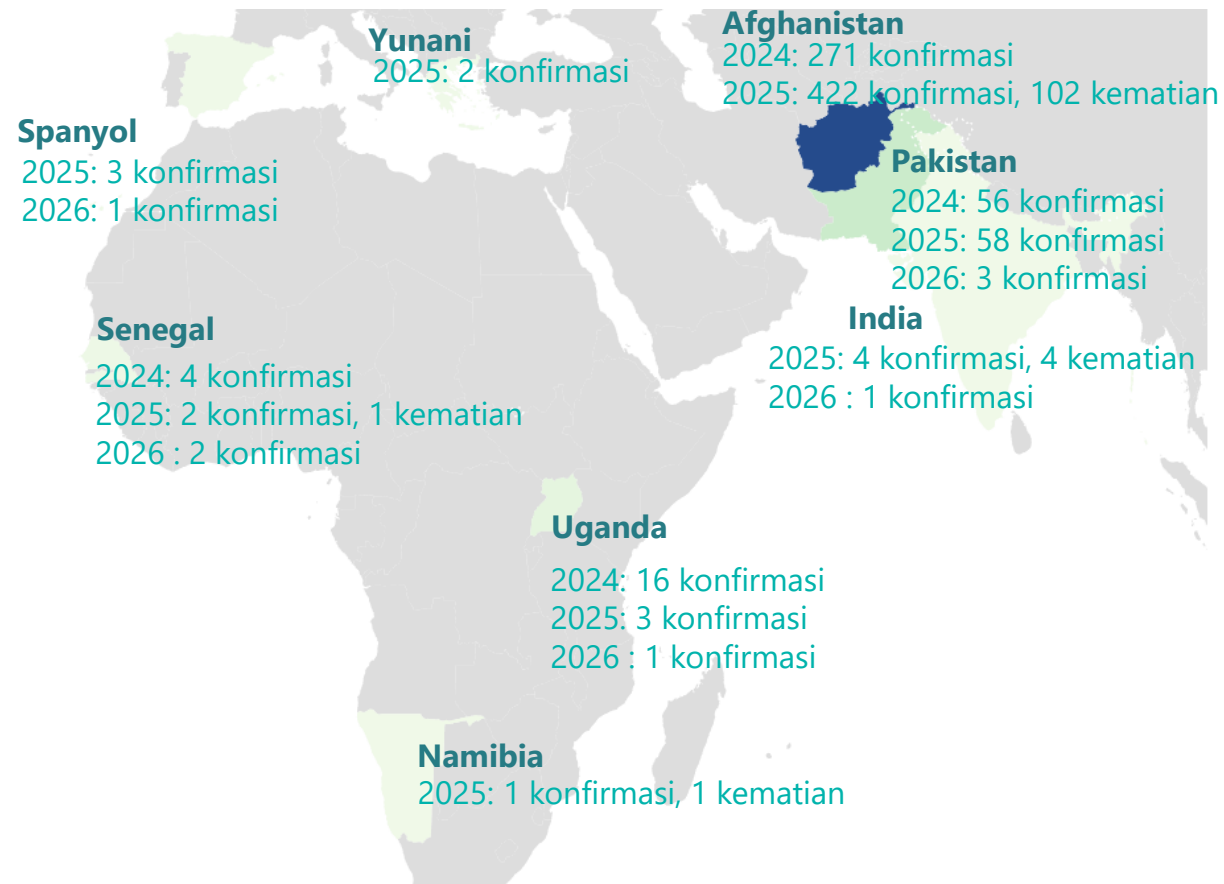 Yunani
2025: 2 konfirmasi
Afghanistan
2024: 271 konfirmasi
2025: 422 konfirmasi, 102 kematian
Spanyol
2025: 3 konfirmasi
2026: 1 konfirmasi
Pakistan
2024: 56 konfirmasi
2025: 58 konfirmasi
2026: 3 konfirmasi
Senegal
2024: 4 konfirmasi
2025: 2 konfirmasi, 1 kematian
2026 : 2 konfirmasi
India
2025: 4 konfirmasi, 4 kematian
2026 : 1 konfirmasi
Uganda
2024: 16 konfirmasi
2025: 3 konfirmasi
2026 : 1 konfirmasi
Namibia
2025: 1 konfirmasi, 1 kematian